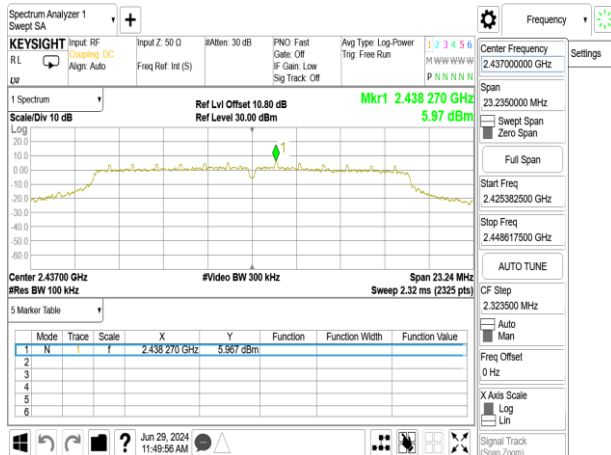 Spectrum Analyzer 1
Swept SA
+
Frequency
Settings
KEYSIGHT
RL
LXI
Input: RF
Coupling: DC
Align: Auto
Input Z: 50 Ω
Freq Ref: Int (S)
#Atten: 30 dB
PNO: Fast
Gate: Off
IF Gain: Low
Sig Track: Off
Avg Type: Log-Power
Trig: Free Run
1 2 3 4 5 6
M W W W W W
P N N N N N
1 Spectrum
Scale/Div 10 dB
Log
Ref Lvl Offset 10.80 dB
Ref Level 30.00 dBm
Mkr1 2.438 270 GHz
5.97 dBm
1
20.0
10.0
0.00
-10.0
-20.0
-30.0
-40.0
-50.0
-60.0
Center 2.43700 GHz
#Res BW 100 kHz
#Video BW 300 kHz
Span 23.24 MHz
Sweep 2.32 ms (2325 pts)
5 Marker Table
Mode Trace Scale X Y Function Function Width Function Value
1 N 1 f 2.438 270 GHz 5.967 dBm
2
3
4
5
6
Center Frequency
2.437000000 GHz
Span
23.2350000 MHz
Swept Span
Zero Span
Full Span
Start Freq
2.425382500 GHz
Stop Freq
2.448617500 GHz
AUTO TUNE
CF Step
2.323500 MHz
Auto
Man
Freq Offset
0 Hz
X Axis Scale
Log
Lin
Signal Track
(Span Zoom)
?
Jun 29, 2024
11:49:56 AM